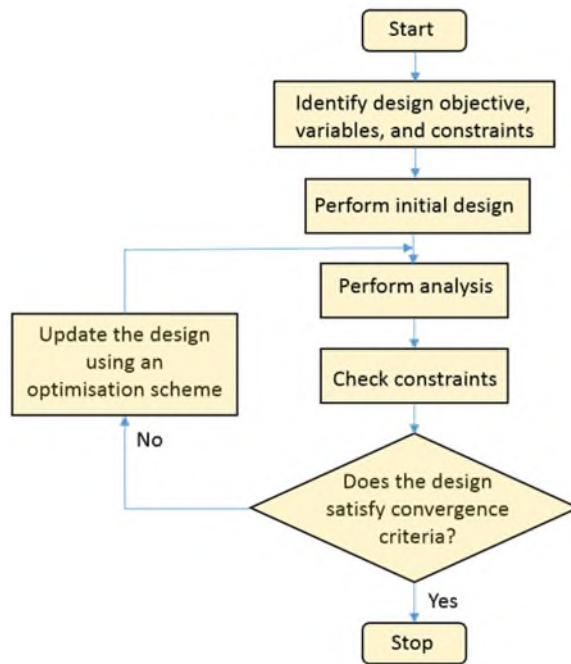 Start
Identify design objective,
variables, and constraints
Perform initial design
Perform analysis
Update the design
using an
optimisation scheme
Check constraints
No
Does the design
satisfy convergence
criteria?
Yes
Stop